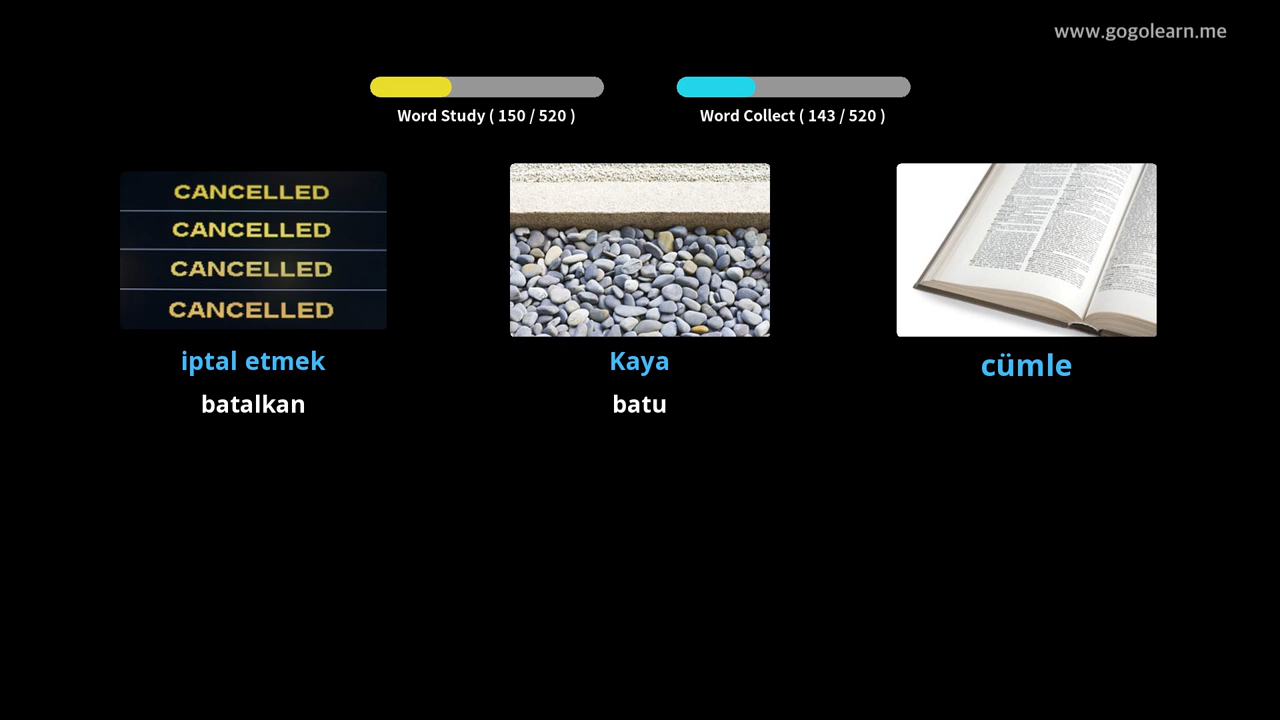 www.gogolearn.me
Word Study ( 150 / 520 )
Word Collect ( 143 / 520 )
CANCELLED
CANCELLED
CANCELLED
CANCELLED
iptal etmek
Kaya
cümle
batalkan
batu